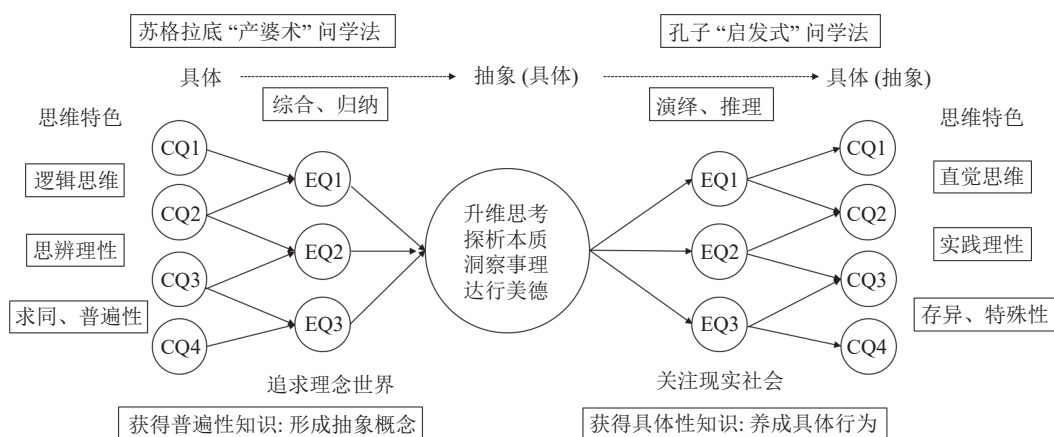 苏格拉底 “产婆术” 问学法
孔子 “启发式” 问学法
具体
抽象 (具体)
具体 (抽象)
综合、归纳
演绎、推理
思维特色
思维特色
CQ1
CQ2
CQ3
CQ4
EQ1
EQ2
EQ3
逻辑思维
思辨理性
求同、普遍性
升维思考
探析本质
洞察事理
达行美德
EQ1
EQ2
EQ3
CQ1
CQ2
CQ3
CQ4
直觉思维
实践理性
存异、特殊性
追求理念世界
关注现实社会
获得普遍性知识: 形成抽象概念
获得具体性知识: 养成具体行为